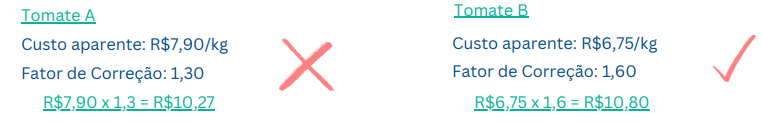 Tomate A
Custo aparente: R$7,90/kg
Fator de Correção: 1,30
R$7,90 x 1,3 = R$10,27
Tomate B
Custo aparente: R$6,75/kg
Fator de Correção: 1,60
R$6,75 x 1,6 = R$10,80